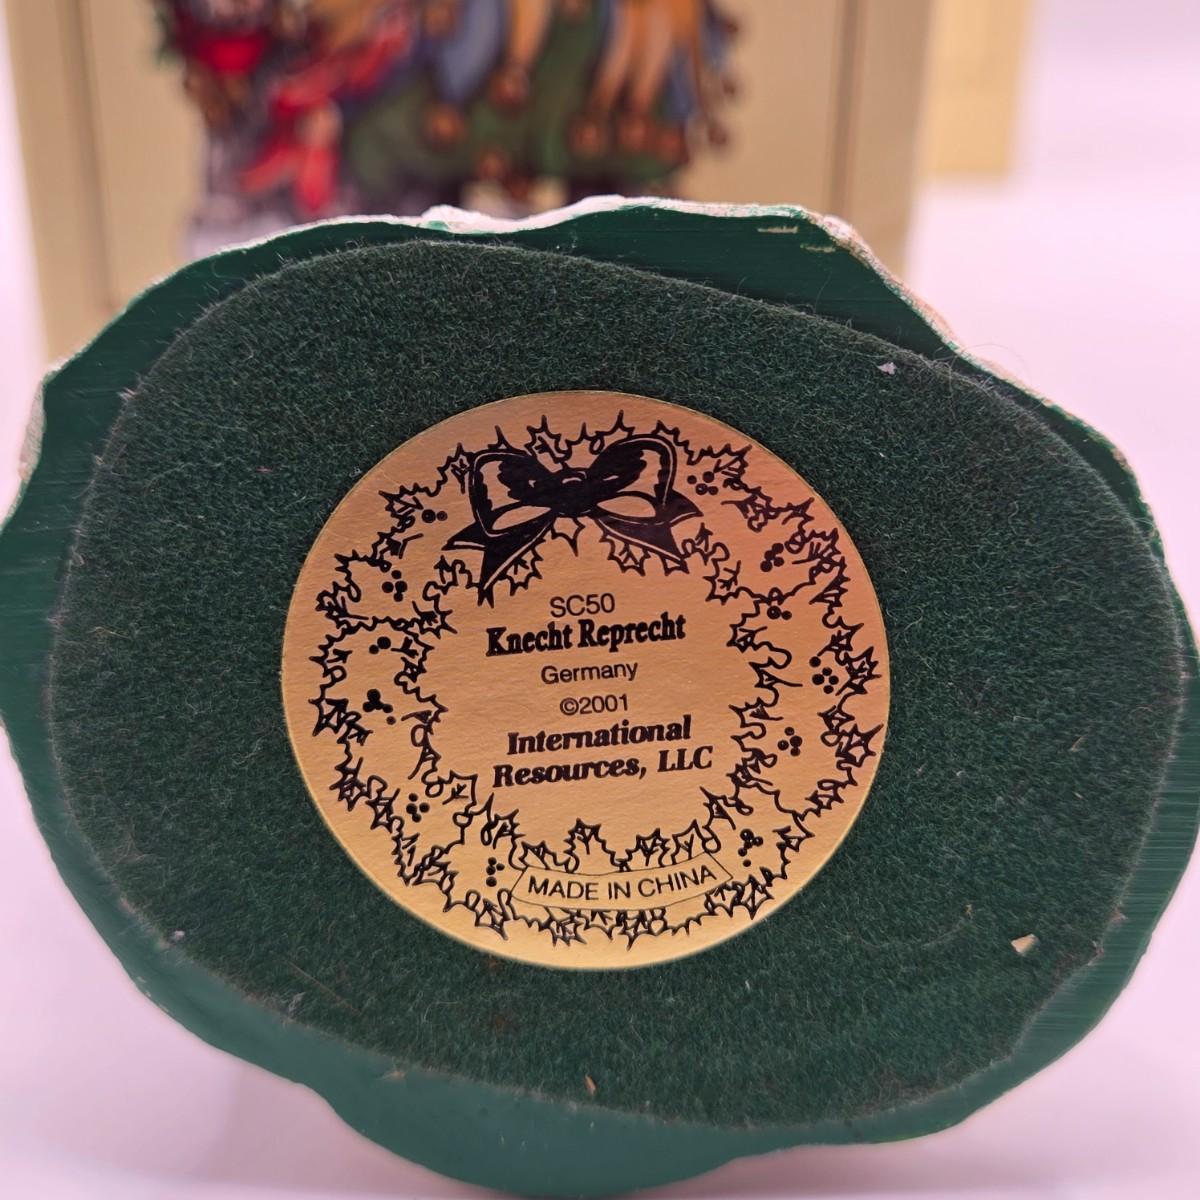 SC50
Knecht Reprecht
Germany
©2001
International
Resources, LLC
MADE IN CHINA